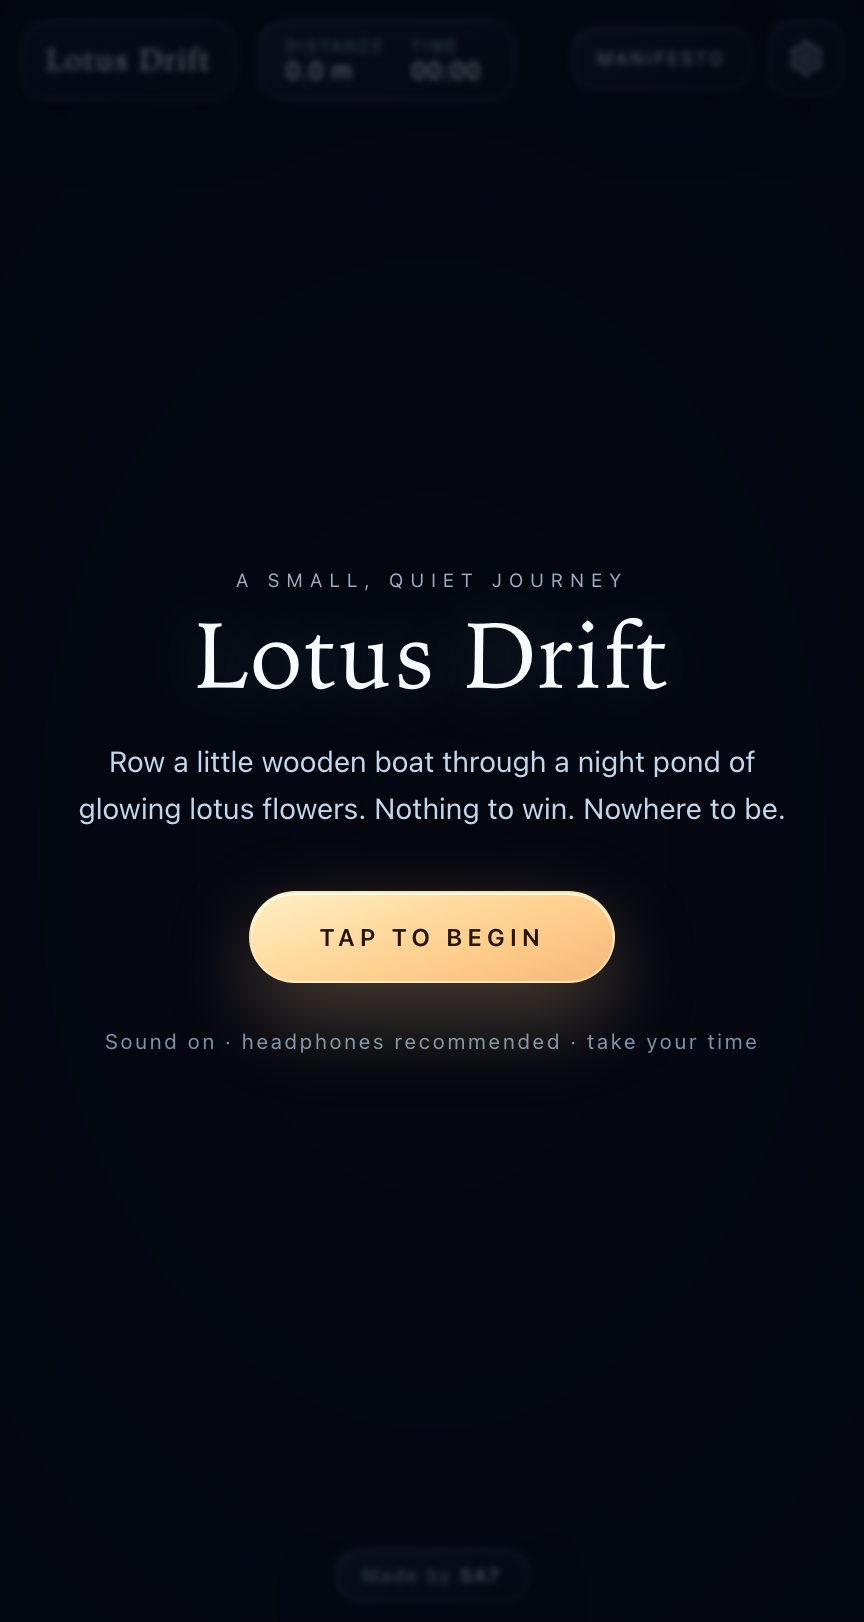 Lotus Drift
DISTANCE TIME
0.0 m 00:00
MANIFESTO
A SMALL, QUIET JOURNEY
Lotus Drift
Row a little wooden boat through a night pond of
glowing lotus flowers. Nothing to win. Nowhere to be.
TAP TO BEGIN
Sound on · headphones recommended · take your time
Made by SA7